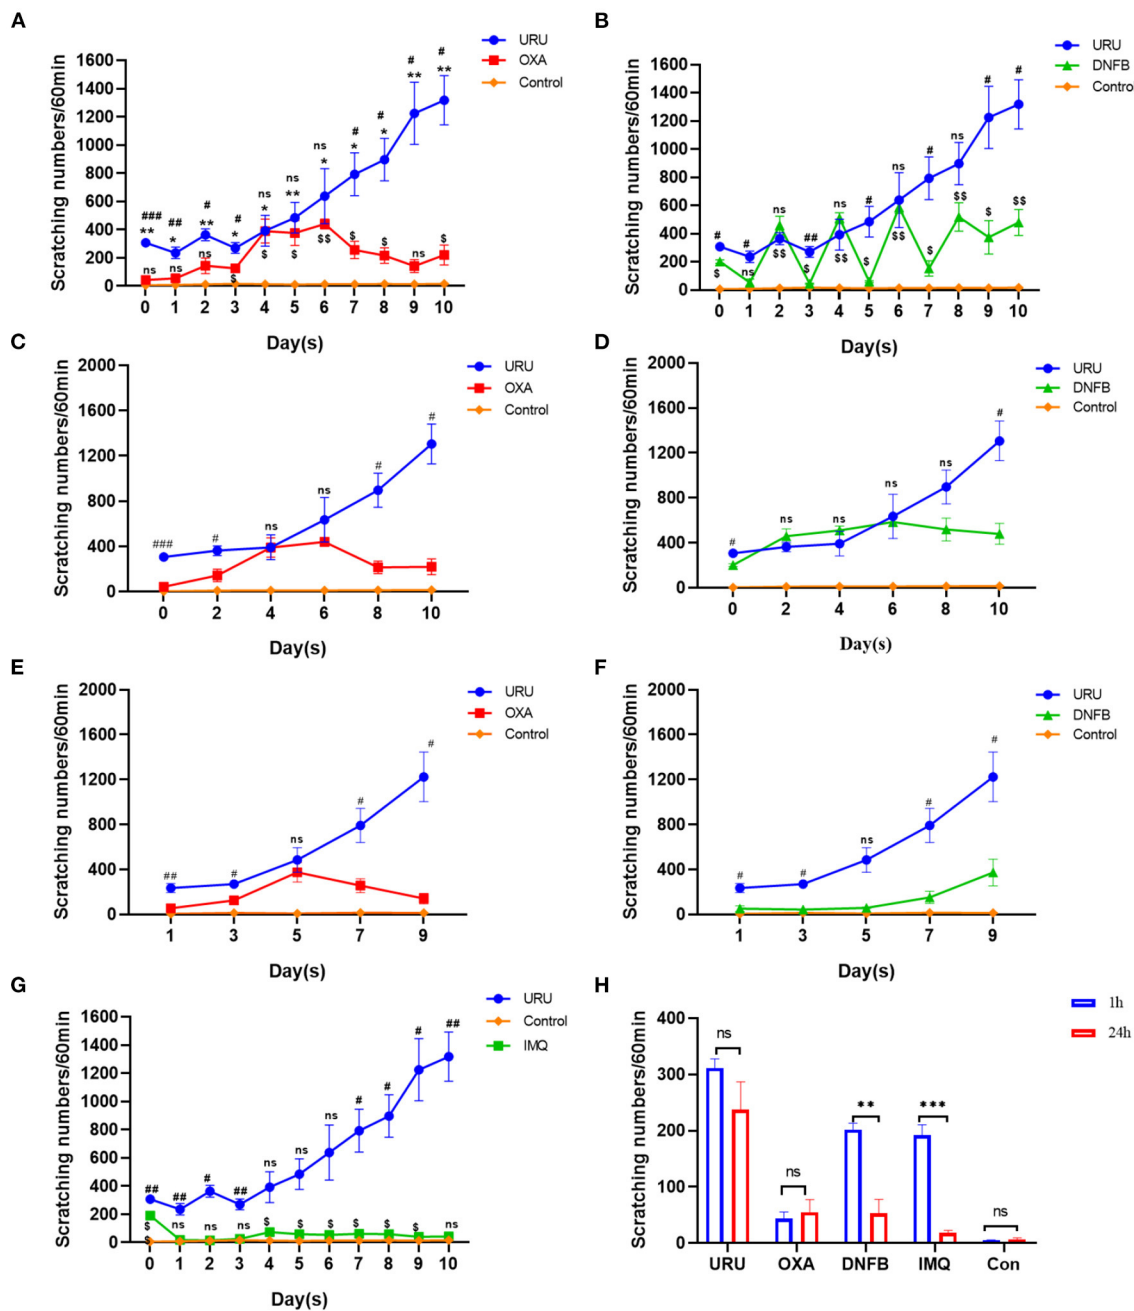 A
URU
OXA
Control
Scratching numbers/60min
1600
1400
1200
1000
800
600
400
200
0
### ## # # ns ns ns # # # #
** * ** * * ** * * * ** **
ns ns ns $ $ $ $$ $ $ ns $
0 1 2 3 4 5 6 7 8 9 10
Day(s)
B
URU
DNFB
Contro
Scratching numbers/60min
1600
1400
1200
1000
800
600
400
200
0
# # ns ## ns # ns # ns # #
$ ns $$ $ $$ $ $$ $ $$ $ $$
0 1 2 3 4 5 6 7 8 9 10
Day(s)
C
URU
OXA
Control
Scratching numbers/60min
2000
1600
1200
800
400
0
### # ns ns # #
0 2 4 6 8 10
Day(s)
D
URU
DNFB
Control
Scratching numbers/60min
2000
1600
1200
800
400
0
# ns ns ns ns #
0 2 4 6 8 10
Day(s)
E
URU
OXA
Control
Scratching numbers/60min
2000
1600
1200
800
400
0
## # ns # #
1 3 5 7 9
Day(s)
F
URU
DNFB
Control
Scratching numbers/60min
2000
1600
1200
800
400
0
# # ns # #
1 3 5 7 9
Day(s)
G
URU
Control
IMQ
Scratching numbers/60min
1600
1400
1200
1000
800
600
400
200
0
## ## # ## ns ns ns # # # ##
$ ns ns ns $ $ $ $ $ $ ns
$
0 1 2 3 4 5 6 7 8 9 10
Day(s)
H
1h
24h
Scratching numbers/60min
400
300
200
100
0
ns ns ** *** ns
URU OXA DNFB IMQ Con